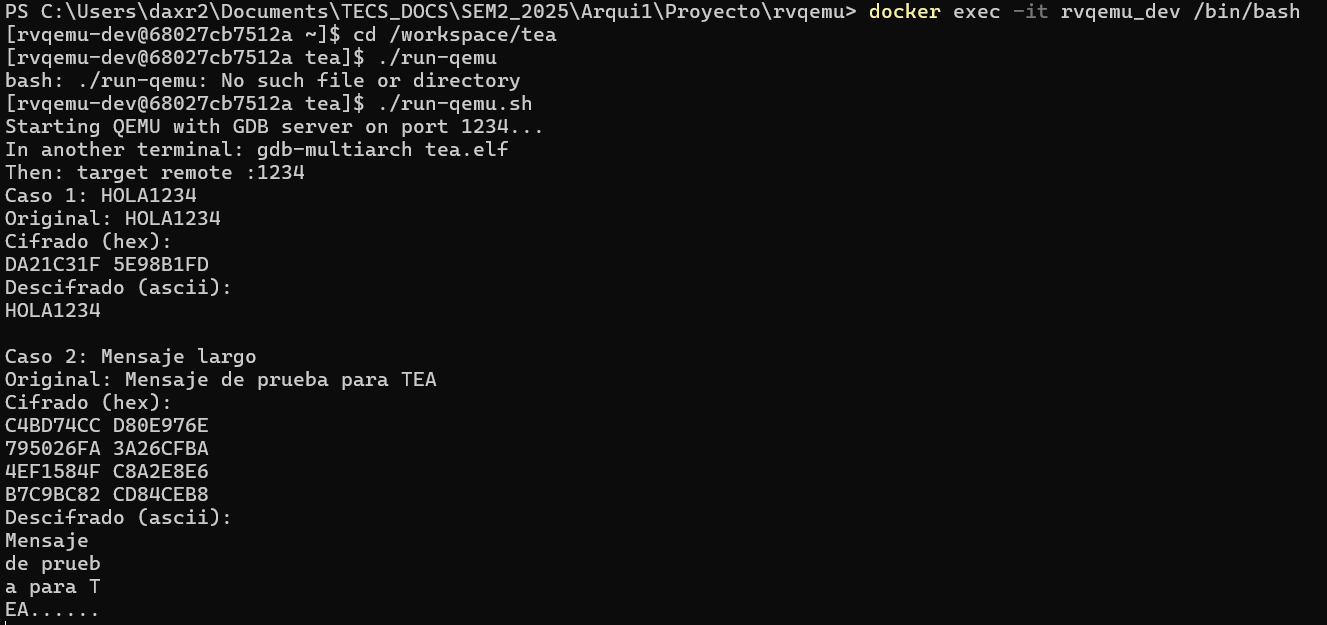 PS C:\Users\daxr2\Documents\TECS_DOCS\SEM2_2025\Arqui1\Proyecto\rvqemu> docker exec -it rvqemu_dev /bin/bash
[rvqemu-dev@68027cb7512a ~]$ cd /workspace/tea
[rvqemu-dev@68027cb7512a tea]$ ./run-qemu
bash: ./run-qemu: No such file or directory
[rvqemu-dev@68027cb7512a tea]$ ./run-qemu.sh
Starting QEMU with GDB server on port 1234...
In another terminal: gdb-multiarch tea.elf
Then: target remote :1234
Caso 1: HOLA1234
Original: HOLA1234
Cifrado (hex):
DA21C31F 5E98B1FD
Descifrado (ascii):
HOLA1234
Caso 2: Mensaje largo
Original: Mensaje de prueba para TEA
Cifrado (hex):
C4BD74CC D80E976E
795026FA 3A26CFBA
4EF1584F C8A2E8E6
B7C9BC82 CD84CEB8
Descifrado (ascii):
Mensaje
de prueb
a para T
EA......